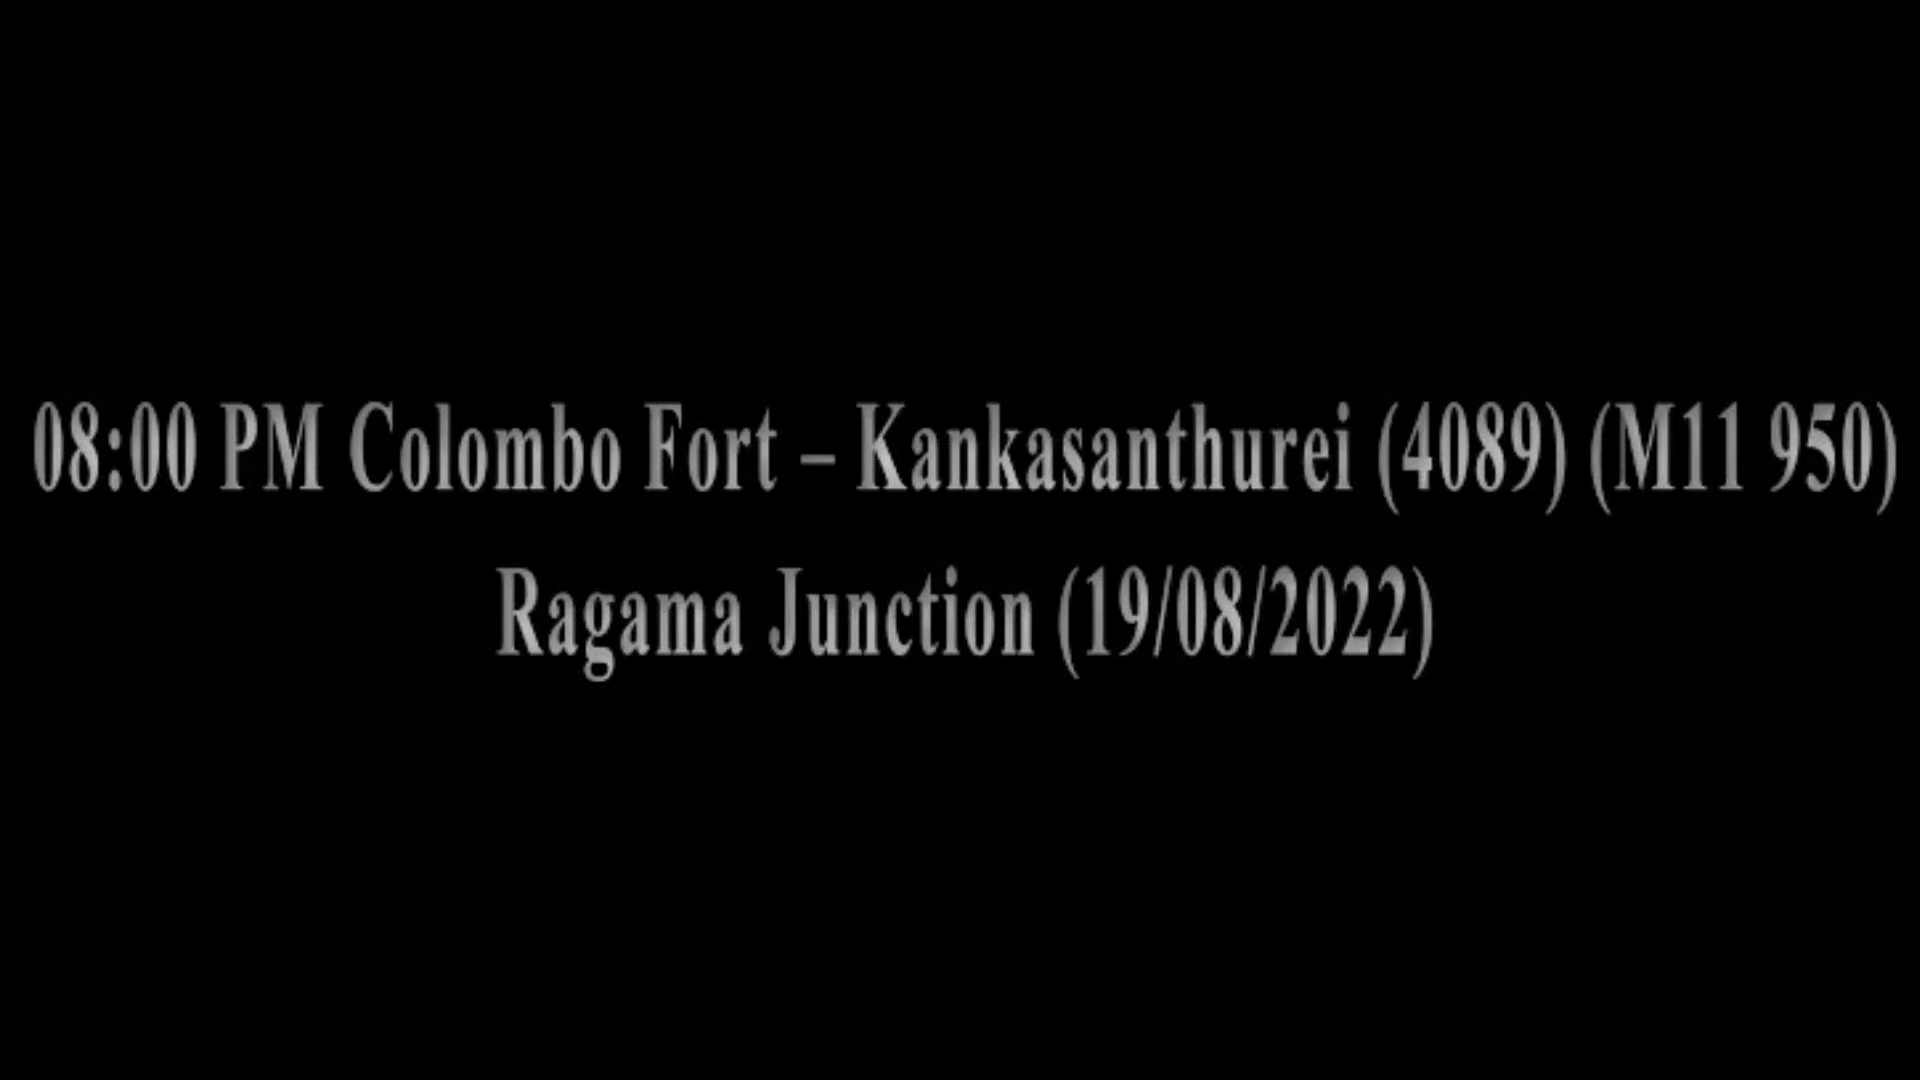 08:00 PM Colombo Fort – Kankasanthurei (4089) (M11 950)
Ragama Junction (19/08/2022)